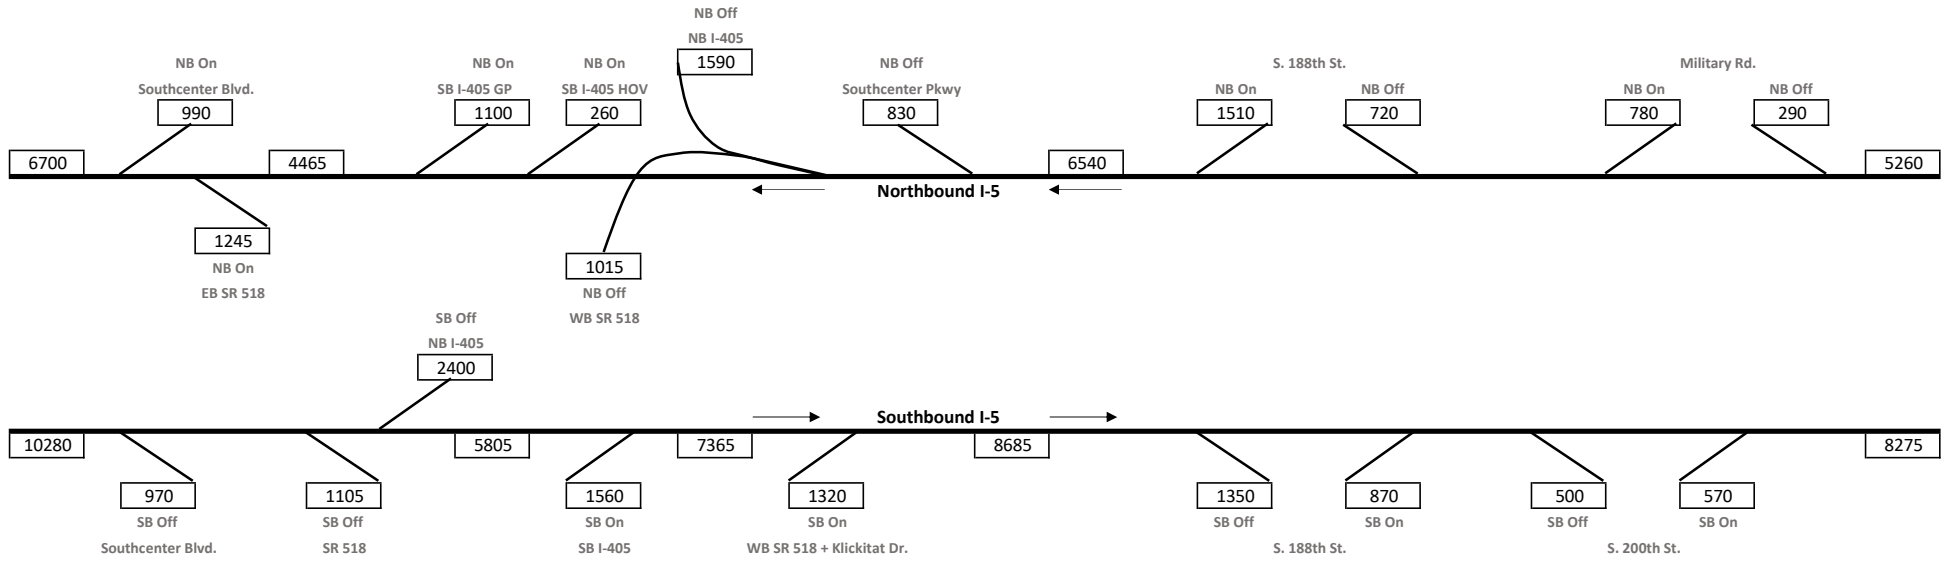 NB Off
NB I-405
1590
NB On
Southcenter Blvd.
990
NB On
SB I-405 GP
1100
NB On
SB I-405 HOV
260
NB Off
Southcenter Pkwy
830
S. 188th St.
NB On
1510
NB Off
720
Military Rd.
NB On
780
NB Off
290
6700
4465
6540
5260
Northbound I-5
1245
NB On
EB SR 518
1015
NB Off
WB SR 518
SB Off
NB I-405
2400
Southbound I-5
10280
5805
7365
8685
8275
970
SB Off
Southcenter Blvd.
1105
SB Off
SR 518
1560
SB On
SB I-405
1320
SB On
WB SR 518 + Klickitat Dr.
1350
SB Off
870
SB On
S. 188th St.
500
SB Off
570
SB On
S. 200th St.